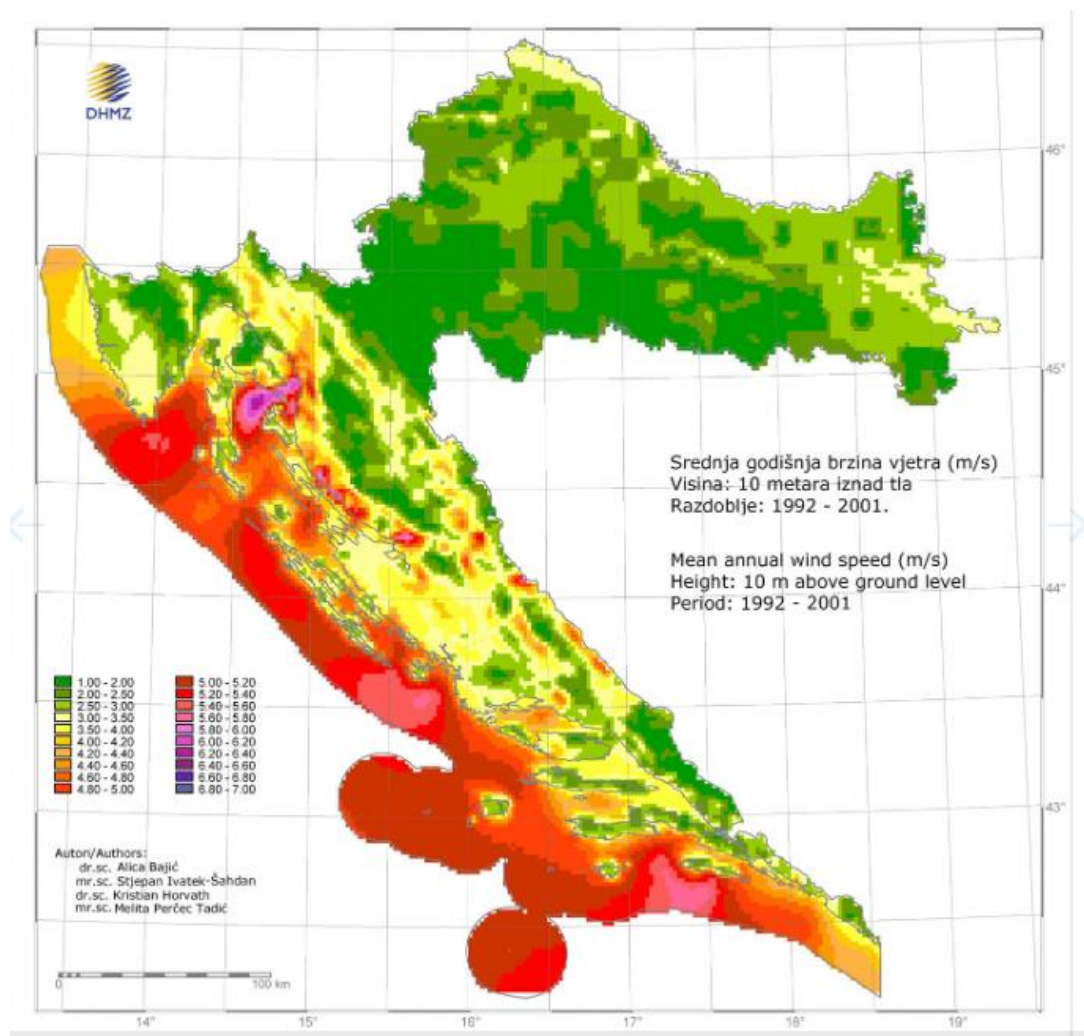 DHMZ
46°
45°
Srednja godišnja brzina vjetra (m/s)
Visina: 10 metara iznad tla
Razdoblje: 1992 - 2001.
Mean annual wind speed (m/s)
Height: 10 m above ground level
Period: 1992 - 2001
44°
1.00 - 2.00
2.00 - 2.50
2.50 - 3.00
3.00 - 3.50
3.50 - 4.00
4.00 - 4.20
4.20 - 4.40
4.40 - 4.60
4.60 - 4.80
4.80 - 5.00
5.00 - 5.20
5.20 - 5.40
5.40 - 5.60
5.60 - 5.80
5.80 - 6.00
6.00 - 6.20
6.20 - 6.40
6.40 - 6.60
6.60 - 6.80
6.80 - 7.00
43°
Autori/Authors:
dr.sc. Alica Bajić
mr.sc. Stjepan Ivatek-Šahdan
dr.sc. Kristian Horvath
mr.sc. Melita Perčec Tadić
0 100 km
14° 15° 16° 17° 18° 19°